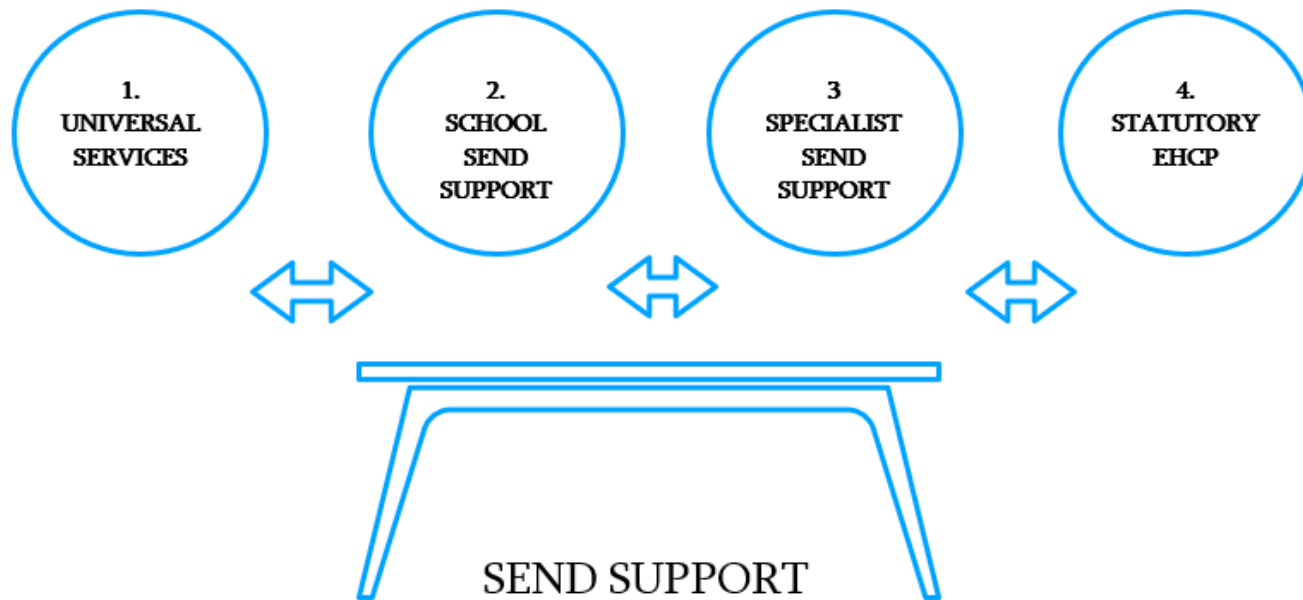 1.
UNIVERSAL
SERVICES
2.
SCHOOL
SEND
SUPPORT
3
SPECIALIST
SEND
SUPPORT
4.
STATUTORY
EHCP
SEND SUPPORT